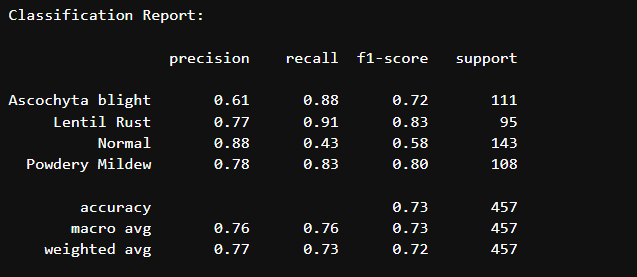 Classification Report:
precision recall f1-score support
Ascochyta blight 0.61 0.88 0.72 111
Lentil Rust 0.77 0.91 0.83 95
Normal 0.88 0.43 0.58 143
Powdery Mildew 0.78 0.83 0.80 108
accuracy 0.73 457
macro avg 0.76 0.76 0.73 457
weighted avg 0.77 0.73 0.72 457